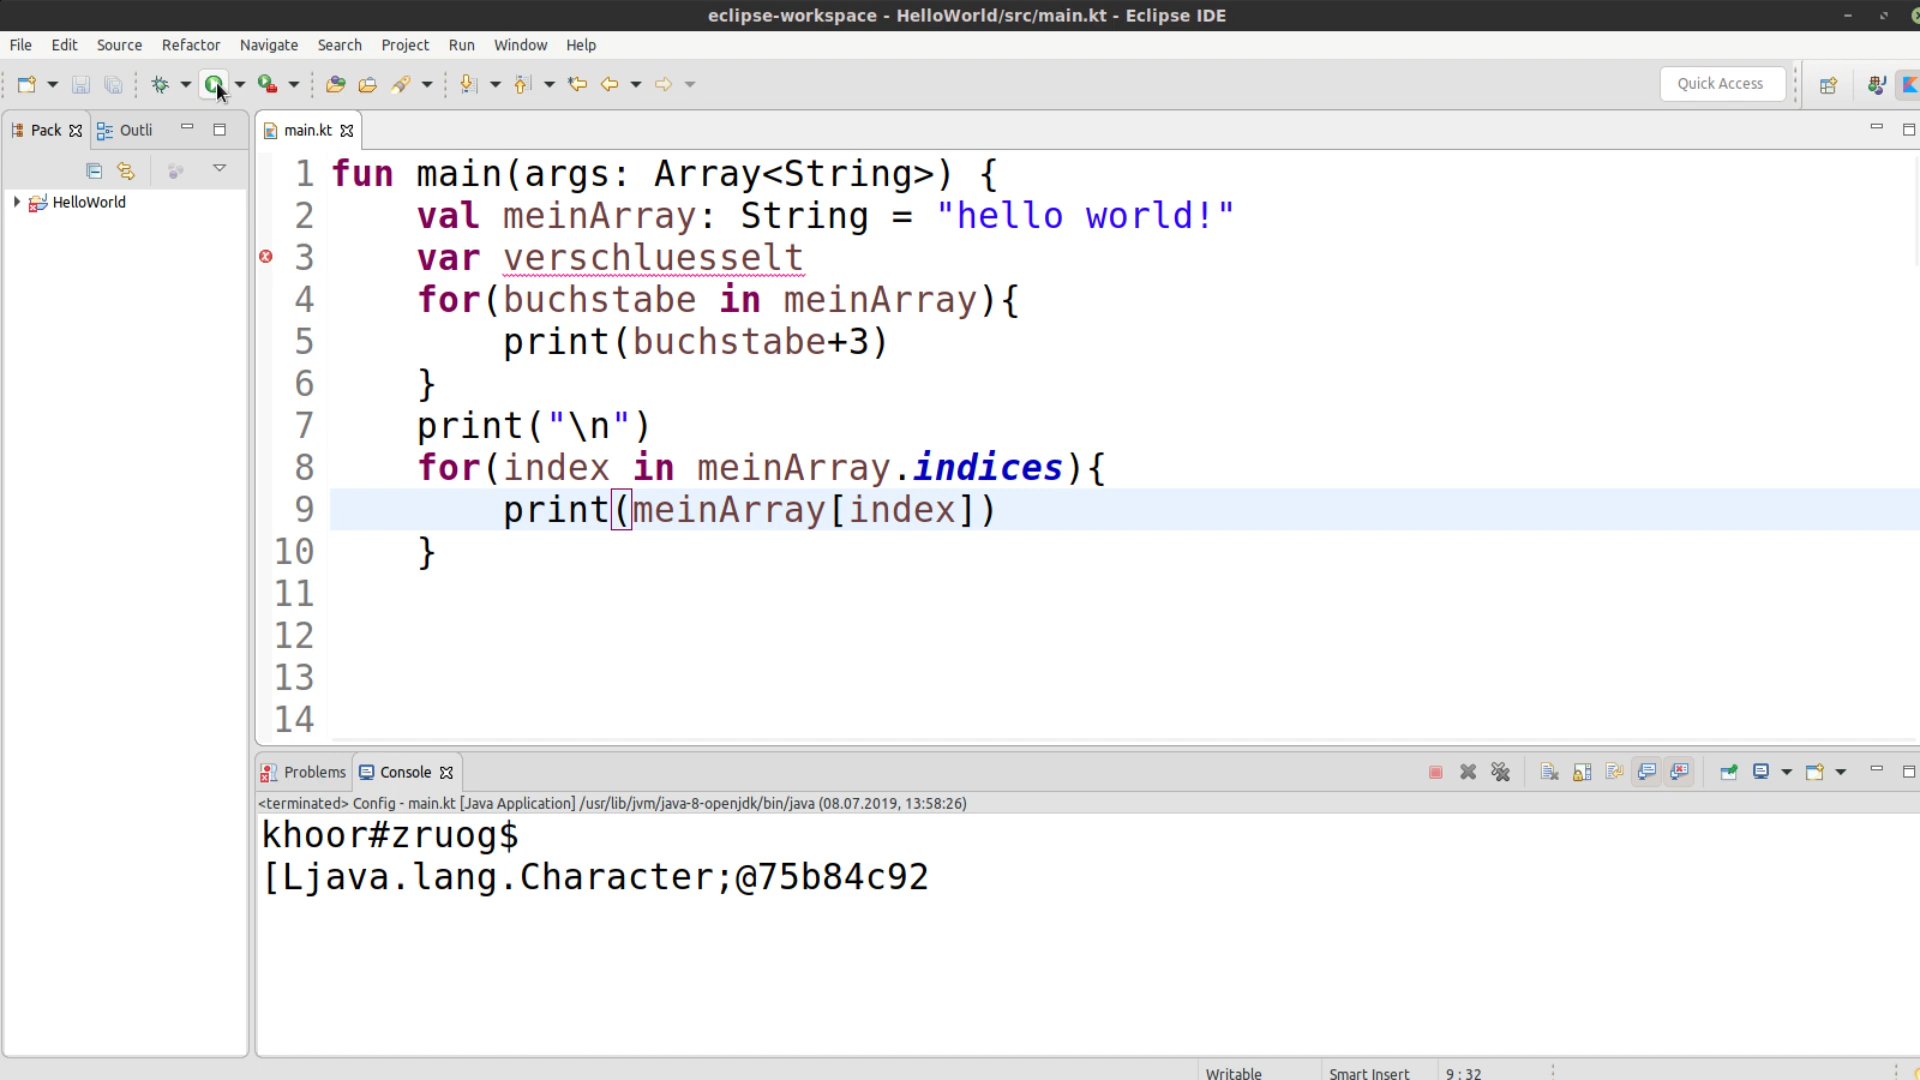 eclipse-workspace - HelloWorld/src/main.kt - Eclipse IDE
File Edit Source Refactor Navigate Search Project Run Window Help
Quick Access
Pack Outli
main.kt
HelloWorld
1 fun main(args: Array<String>) {
2     val meinArray: String = "hello world!"
3     var verschluesselt
4     for(buchstabe in meinArray){
5         print(buchstabe+3)
6     }
7     print("\n")
8     for(index in meinArray.indices){
9         print(meinArray[index])
10     }
11
12
13
14
Problems Console
<terminated> Config - main.kt [Java Application] /usr/lib/jvm/java-8-openjdk/bin/java (08.07.2019, 13:58:26)
khoor#zruog$
[Ljava.lang.Character;@75b84c92
Writable Smart Insert 9 : 32